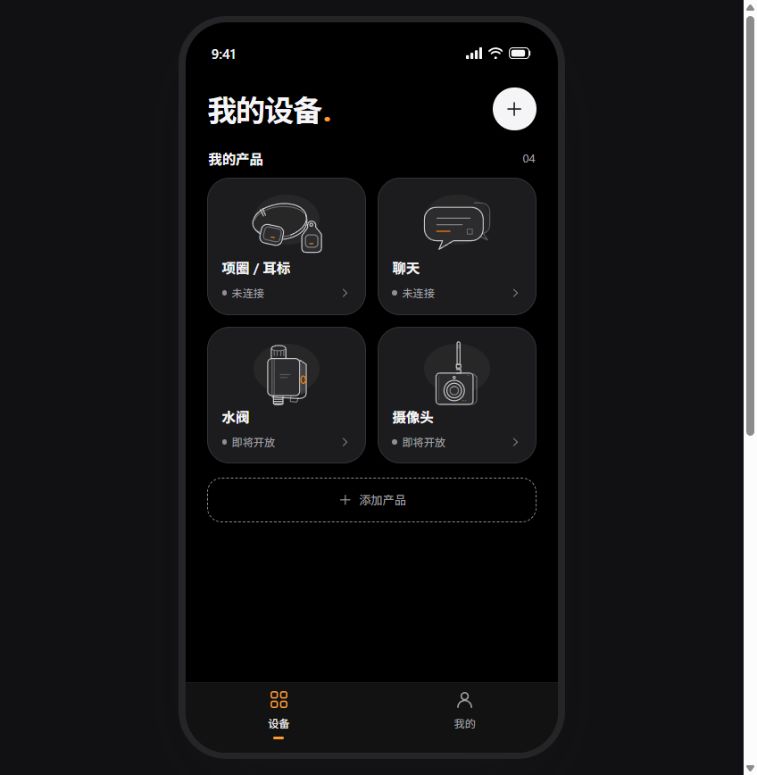 9:41
我的设备.
我的产品 04
项圈 / 耳标
未连接
聊天
未连接
水阀
即将开放
摄像头
即将开放
+ 添加产品
设备
我的